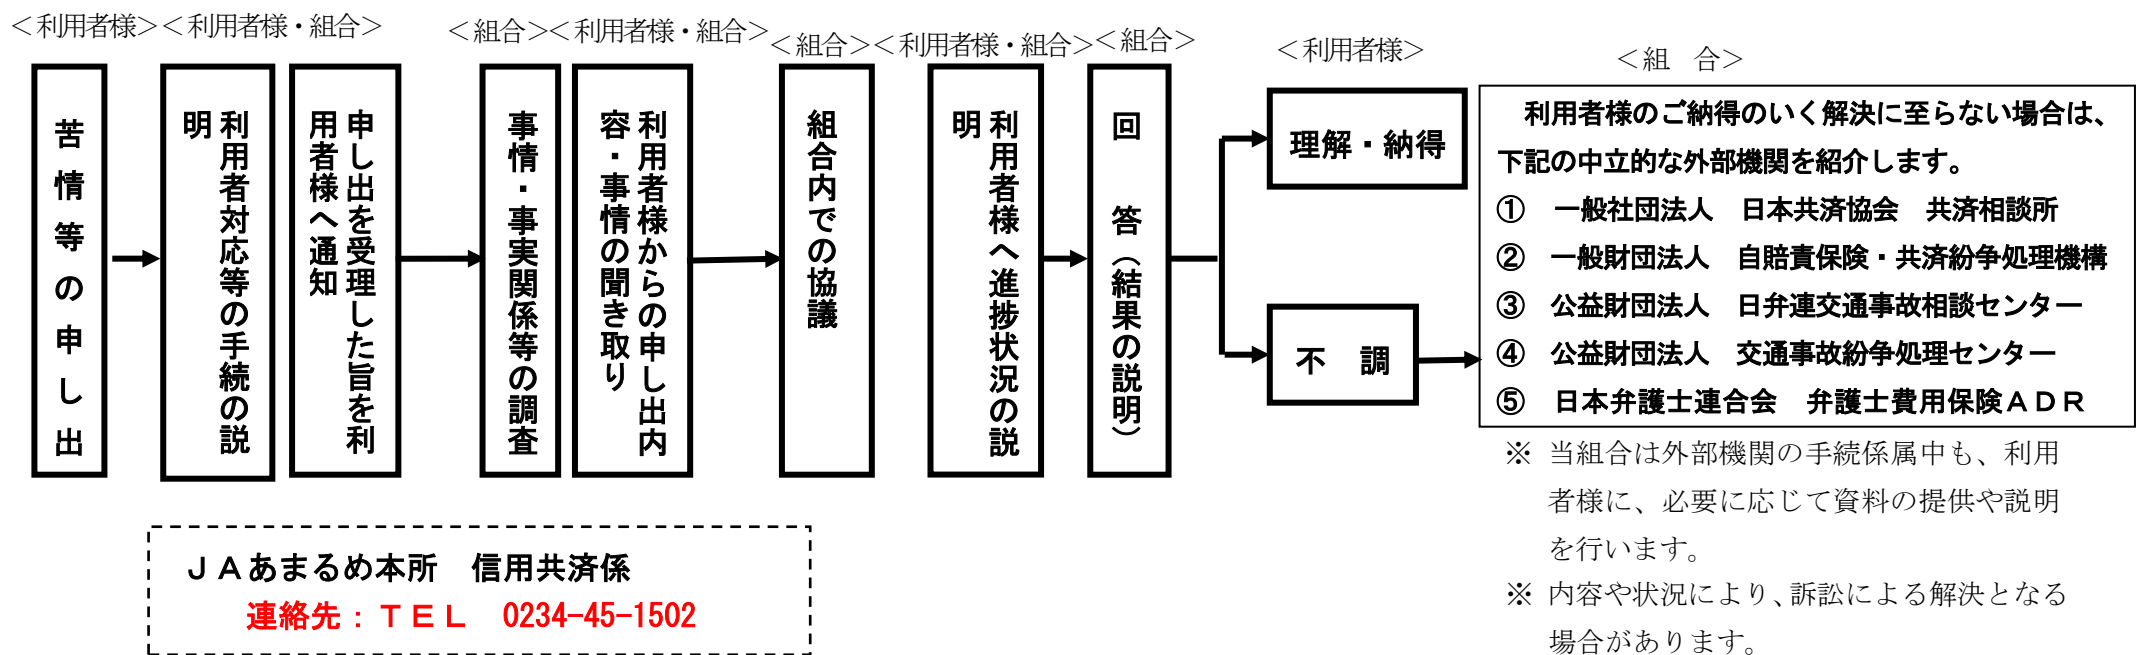 ＜利用者様＞
＜利用者様・組合＞
＜組合＞
＜利用者様・組合＞
＜組合＞
＜利用者様・組合＞
＜組合＞
＜利用者様＞
＜組　合＞
苦情等の申し出
利用者対応等の手続の説
明
申し出を受理した旨を利
用者様へ通知
事情・事実関係等の調査
利用者様からの申し出内
容・事情の聞き取り
組合内での協議
利用者様へ進捗状況の説
明
回　答（結果の説明）
理解・納得
不　調
利用者様のご納得のいく解決に至らない場合は、
下記の中立的な外部機関を紹介します。
①　一般社団法人　日本共済協会　共済相談所
②　一般財団法人　自賠責保険・共済紛争処理機構
③　公益財団法人　日弁連交通事故相談センター
④　公益財団法人　交通事故紛争処理センター
⑤　日本弁護士連合会　弁護士費用保険ＡＤＲ
※ 当組合は外部機関の手続係属中も、利用
者様に、必要に応じて資料の提供や説明
を行います。
※ 内容や状況により、訴訟による解決となる
場合があります。
ＪＡあまるめ本所　信用共済係
連絡先：ＴＥＬ　0234-45-1502